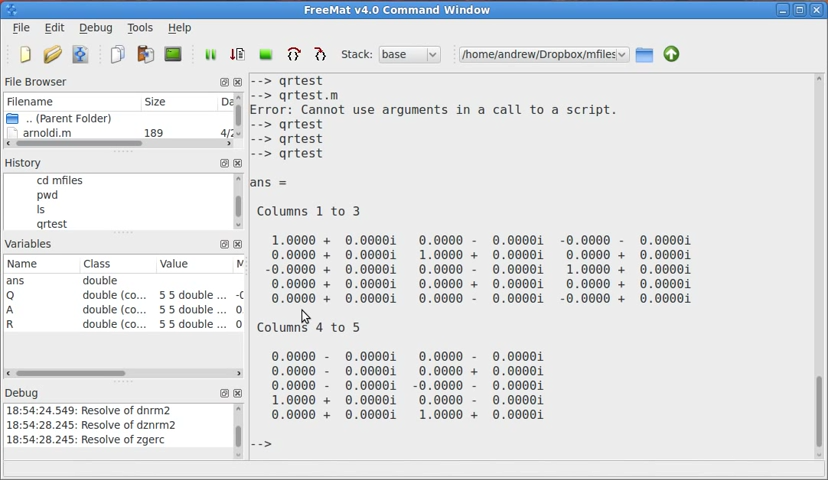 FreeMat v4.0 Command Window
File Edit Debug Tools Help
Stack: base /home/andrew/Dropbox/mfiles
File Browser
Filename Size Da
.. (Parent Folder)
arnoldi.m 189 4/2
History
cd mfiles
pwd
ls
qrtest
Variables
Name Class Value M
ans double
Q double (co... 5 5 double ... -0
A double (co... 5 5 double ... 0
R double (co... 5 5 double ... 0
Debug
18:54:24.549: Resolve of dnrm2
18:54:28.245: Resolve of dznrm2
18:54:28.245: Resolve of zgerc
--> qrtest
--> qrtest.m
Error: Cannot use arguments in a call to a script.
--> qrtest
--> qrtest
--> qrtest
ans =
Columns 1 to 3
1.0000 + 0.0000i 0.0000 - 0.0000i -0.0000 - 0.0000i
0.0000 + 0.0000i 1.0000 + 0.0000i 0.0000 + 0.0000i
-0.0000 + 0.0000i 0.0000 - 0.0000i 1.0000 + 0.0000i
0.0000 + 0.0000i 0.0000 + 0.0000i 0.0000 + 0.0000i
0.0000 + 0.0000i 0.0000 - 0.0000i -0.0000 + 0.0000i
Columns 4 to 5
0.0000 - 0.0000i 0.0000 - 0.0000i
0.0000 - 0.0000i 0.0000 + 0.0000i
0.0000 - 0.0000i -0.0000 - 0.0000i
1.0000 + 0.0000i 0.0000 - 0.0000i
0.0000 + 0.0000i 1.0000 + 0.0000i
-->